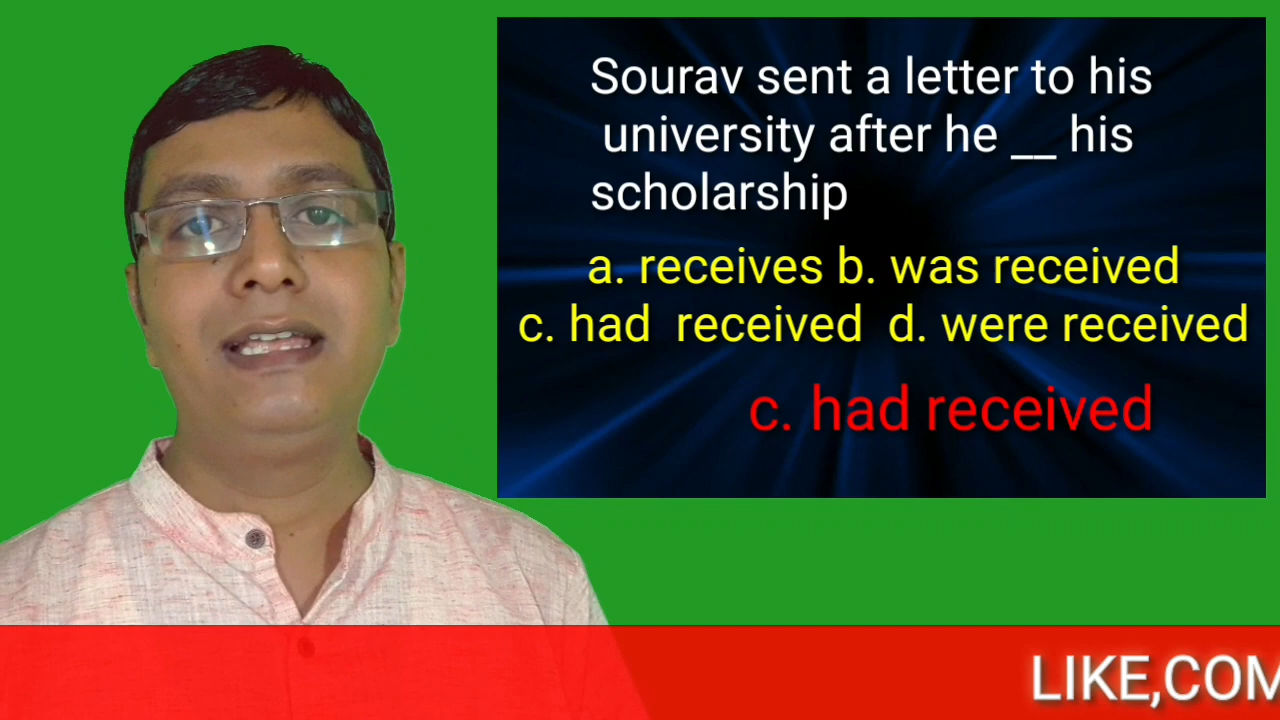 Sourav sent a letter to his
university after he __ his
scholarship
a. receives b. was received
c. had received d. were received
c. had received
LIKE,COM